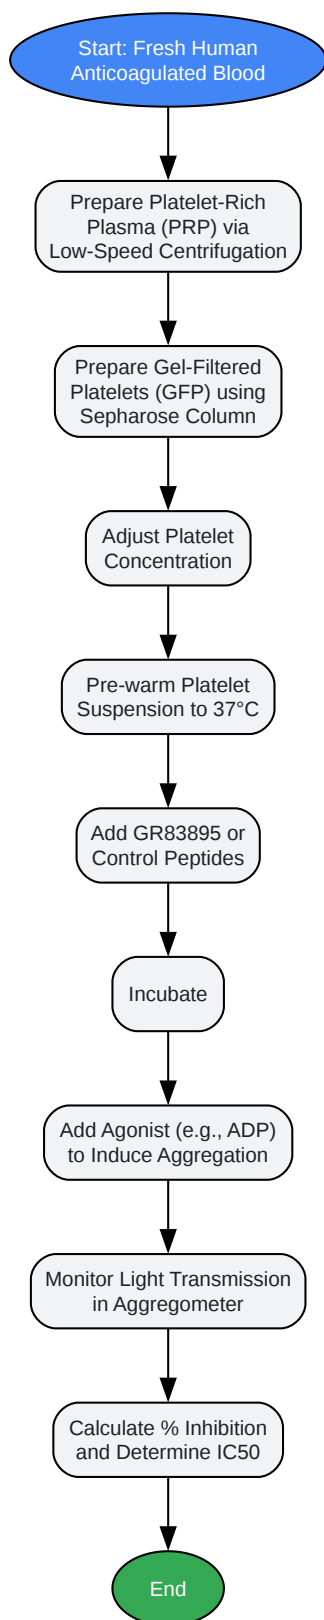 Start: Fresh Human
Anticoagulated Blood
Prepare Platelet-Rich
Plasma (PRP) via
Low-Speed Centrifugation
Prepare Gel-Filtered
Platelets (GFP) using
Sepharose Column
Adjust Platelet
Concentration
Pre-warm Platelet
Suspension to 37°C
Add GR83895 or
Control Peptides
Incubate
Add Agonist (e.g., ADP)
to Induce Aggregation
Monitor Light Transmission
in Aggregometer
Calculate % Inhibition
and Determine IC50
End